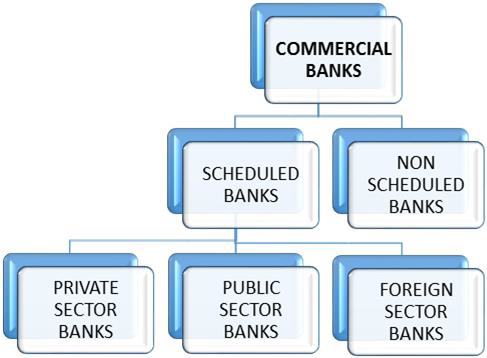 COMMERCIAL
BANKS
SCHEDULED
BANKS
NON
SCHEDULED
BANKS
PRIVATE
SECTOR
BANKS
PUBLIC
SECTOR
BANKS
FOREIGN
SECTOR
BANKS